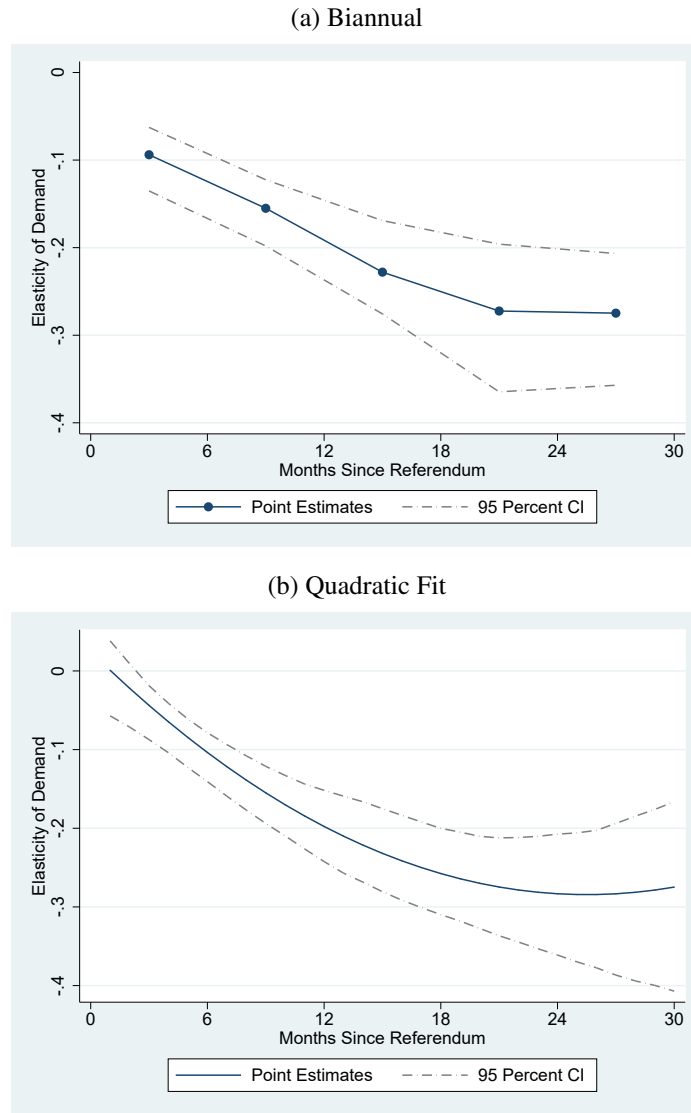 (a) Biannual
0
-.1
-.2
-.3
-.4
Elasticity of Demand
0 6 12 18 24 30
Months Since Referendum
Point Estimates 95 Percent CI
(b) Quadratic Fit
0
-.1
-.2
-.3
-.4
Elasticity of Demand
0 6 12 18 24 30
Months Since Referendum
Point Estimates 95 Percent CI